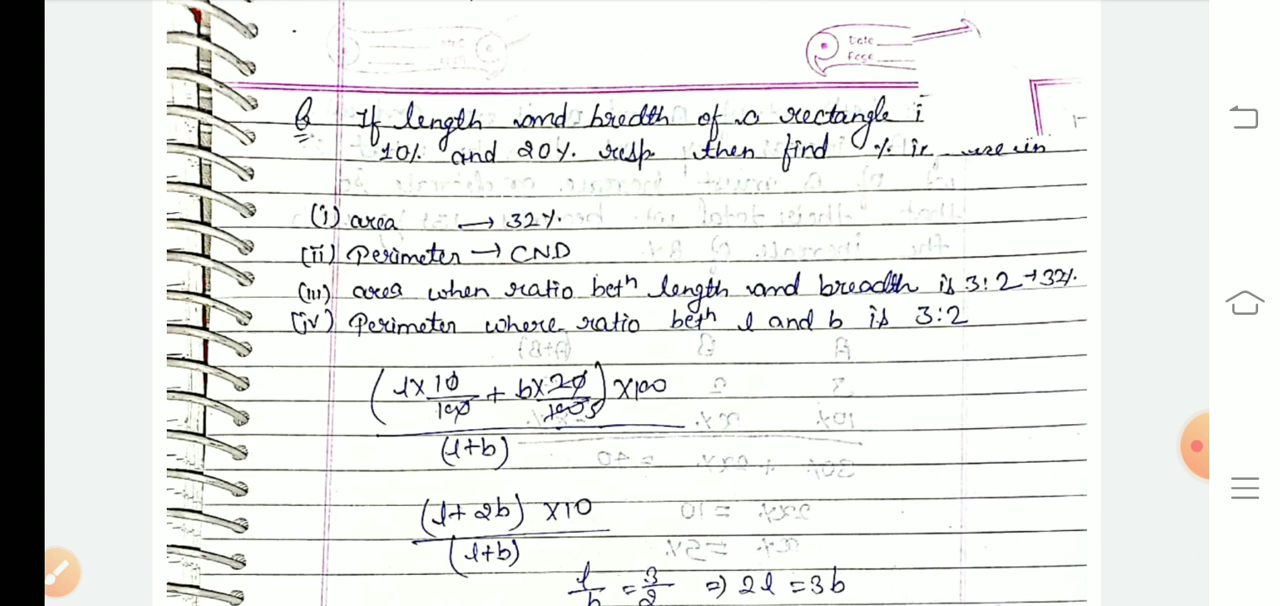 Date
Page
Q If length and bredth of a rectangle i
10% and 20% resp. then find % in
(i) area → 32%.
(ii) Perimeter → CND
(iii) area when ratio betⁿ length and breadth is 3:2 → 32%.
(iv) Perimeter where ratio betⁿ l and b is 3:2
(l×10/100 + b×20/100) ×100
(l+b)
(l+2b) ×10
(l+b)
l/b = 3/2 ⇒ 2l = 3b